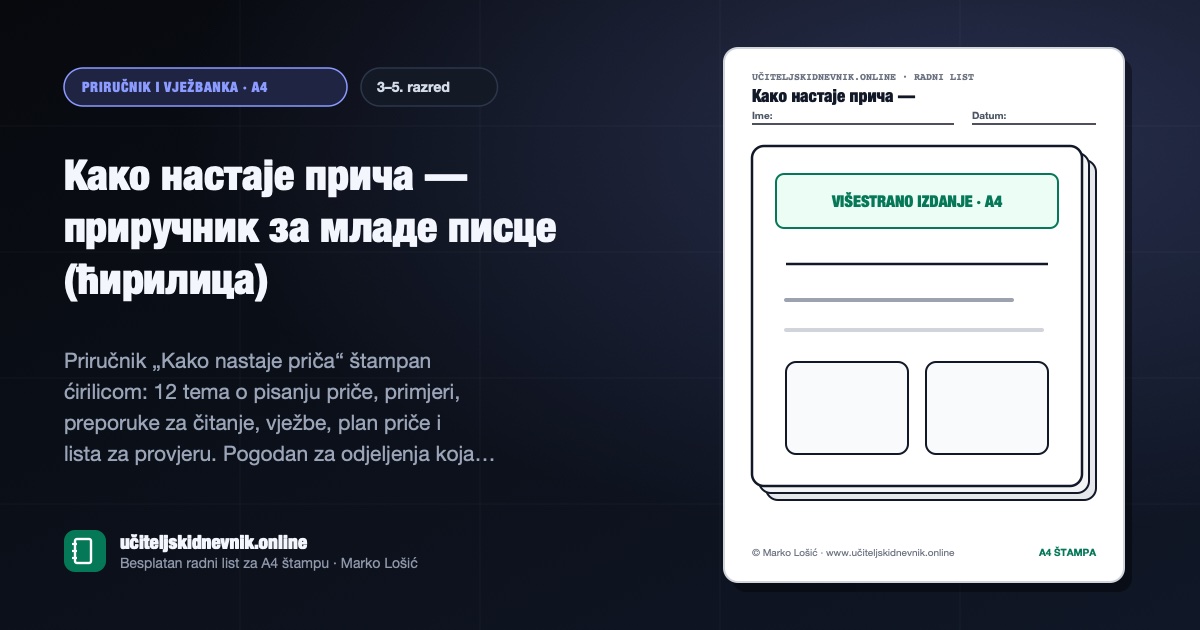 PRIRUČNIK I VJEŽBANKA · A4
3–5. razred
Како настаје прича —
приручник за младе писце
(ћирилица)
Priručnik „Kako nastaje priča“ štampan
ćirilicom: 12 tema o pisanju priče, primjeri,
preporuke za čitanje, vježbe, plan priče i
lista za provjeru. Pogodan za odjeljenja koja…
učiteljskidnevnik.online
Besplatan radni list za A4 štampu · Marko Lošić
UČITELJSKIDNEVNIK.ONLINE · RADNI LIST
Како настаје прича —
Ime:
Datum:
VIŠESTRANO IZDANJE · A4
© Marko Lošić · www.učiteljskidnevnik.online
A4 ŠTAMPA